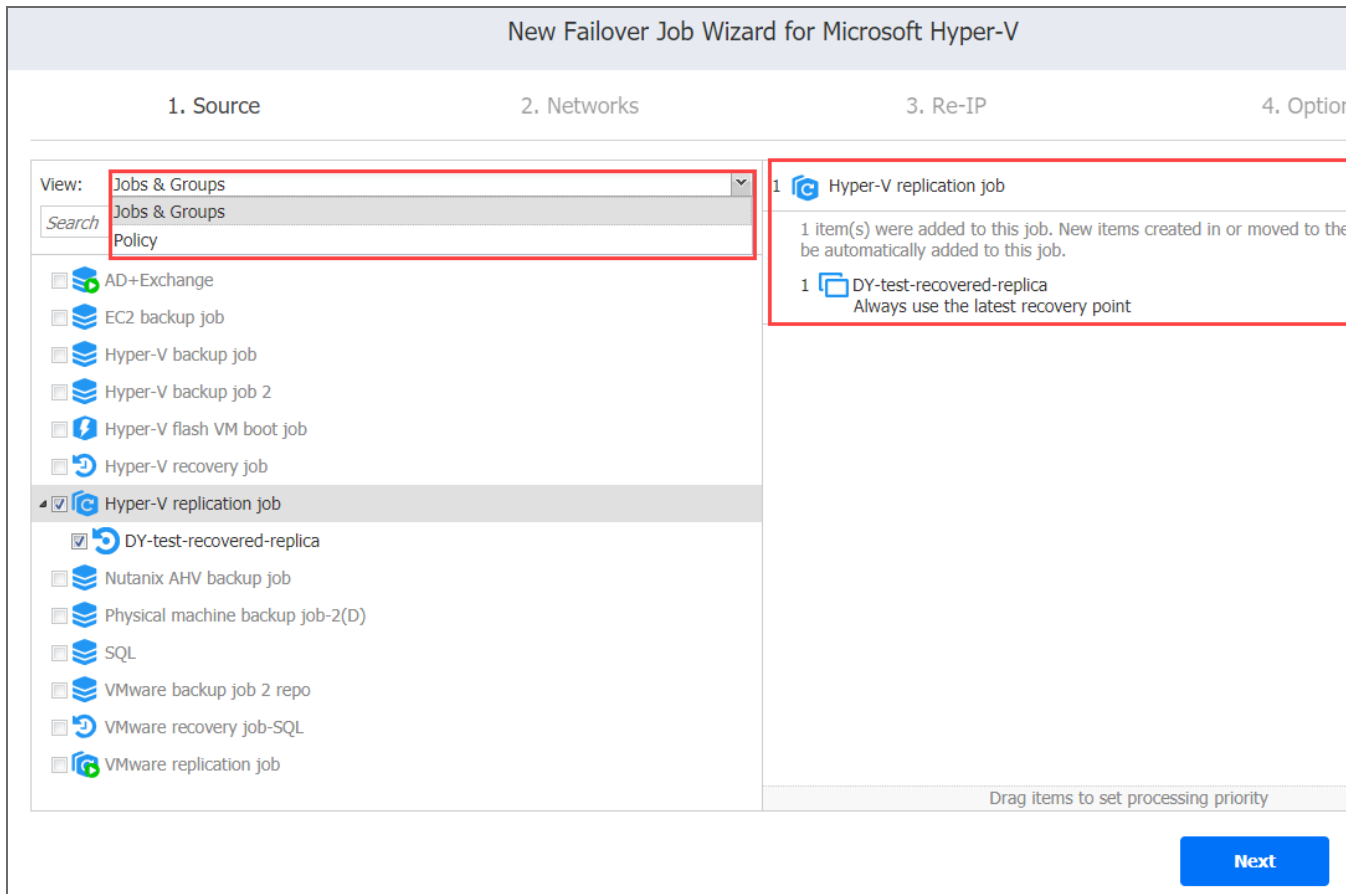 New Failover Job Wizard for Microsoft Hyper-V
1. Source
2. Networks
3. Re-IP
4. Option
View:
Jobs & Groups
Search
Jobs & Groups
Policy
AD+Exchange
EC2 backup job
Hyper-V backup job
Hyper-V backup job 2
Hyper-V flash VM boot job
Hyper-V recovery job
Hyper-V replication job
DY-test-recovered-replica
Nutanix AHV backup job
Physical machine backup job-2(D)
SQL
VMware backup job 2 repo
VMware recovery job-SQL
VMware replication job
1 Hyper-V replication job
1 item(s) were added to this job. New items created in or moved to the
be automatically added to this job.
1 DY-test-recovered-replica
Always use the latest recovery point
Drag items to set processing priority
Next